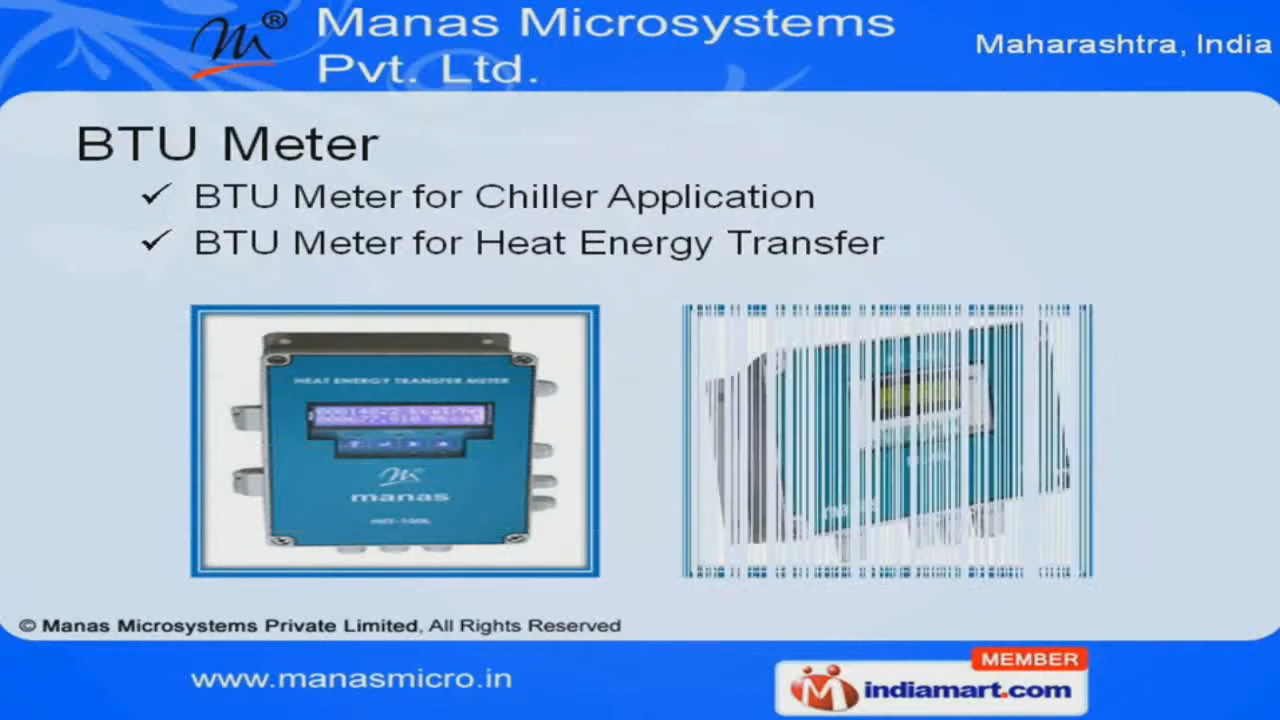 Manas Microsystems
Pvt. Ltd.
Maharashtra, India
BTU Meter
✓ BTU Meter for Chiller Application
✓ BTU Meter for Heat Energy Transfer
HEAT ENERGY TRANSFER METER
manas
© Manas Microsystems Private Limited, All Rights Reserved
www.manasmicro.in
MEMBER
indiamart.com